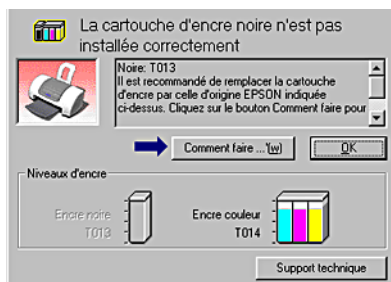 La cartouche d'encre noire n'est pas
installée correctement
Noire: T013
Il est recommandé de remplacer la cartouche
d'encre par celle d'origine EPSON indiquée
ci-dessus. Cliquez sur le bouton Comment faire pour
Comment faire ...'(w)
OK
Niveaux d'encre
Encre noire
T013
Encre couleur
T014
Support technique